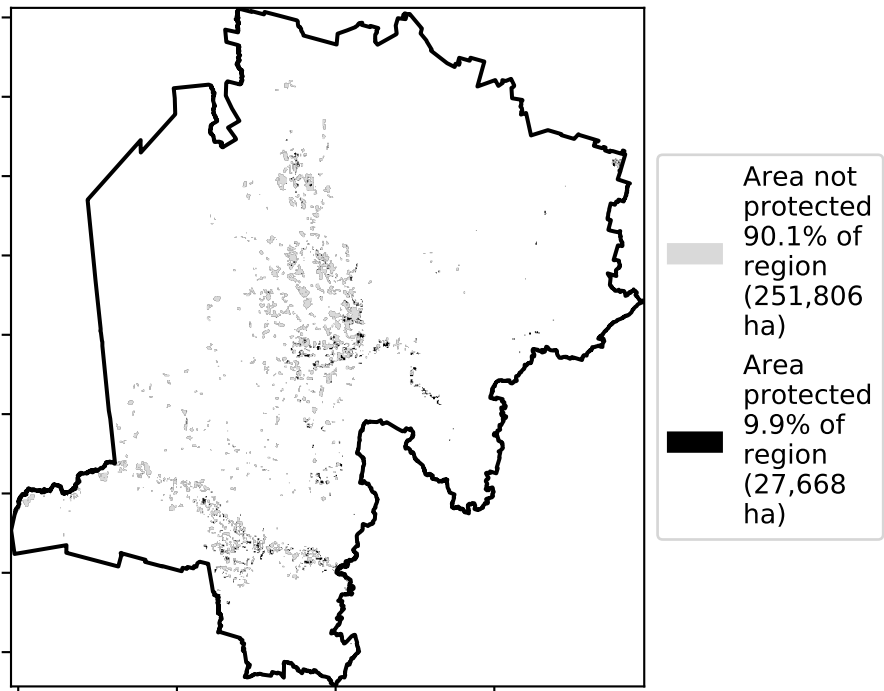 Area not
protected
90.1% of
region
(251,806
ha)
Area
protected
9.9% of
region
(27,668
ha)